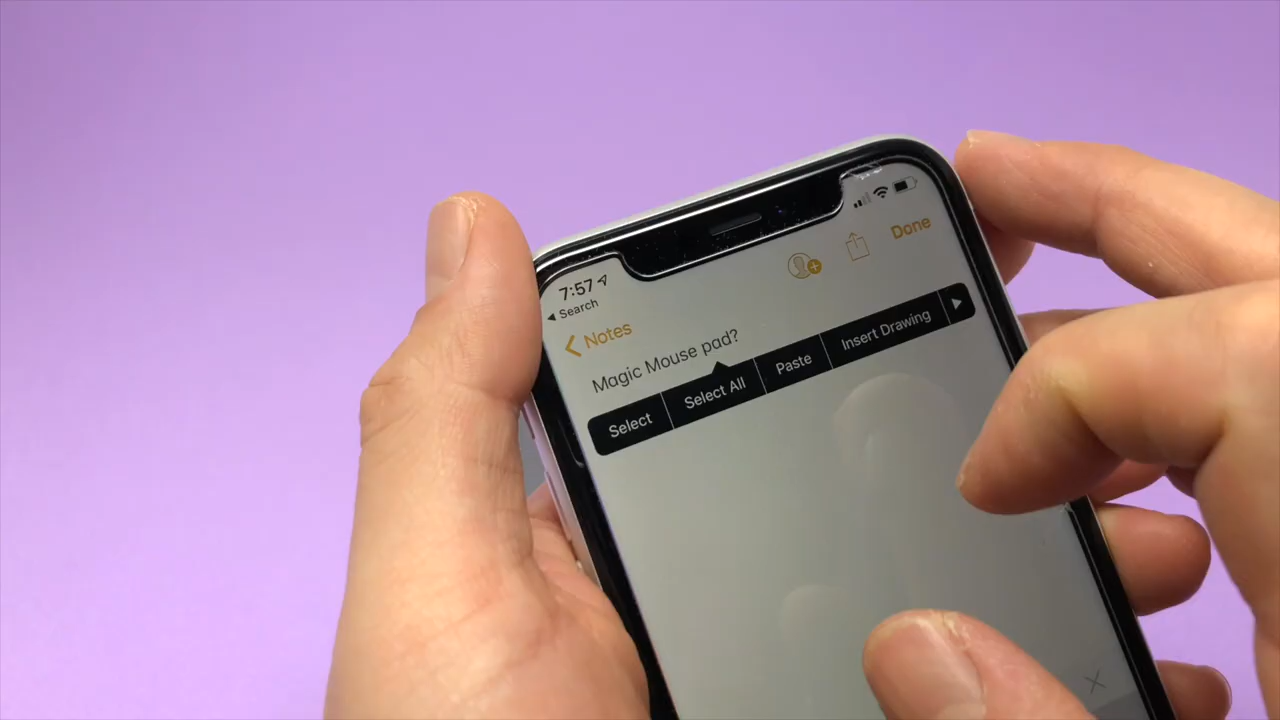 7:57
Search
Notes
Done
Magic Mouse pad?
Select
Select All
Paste
Insert Drawing